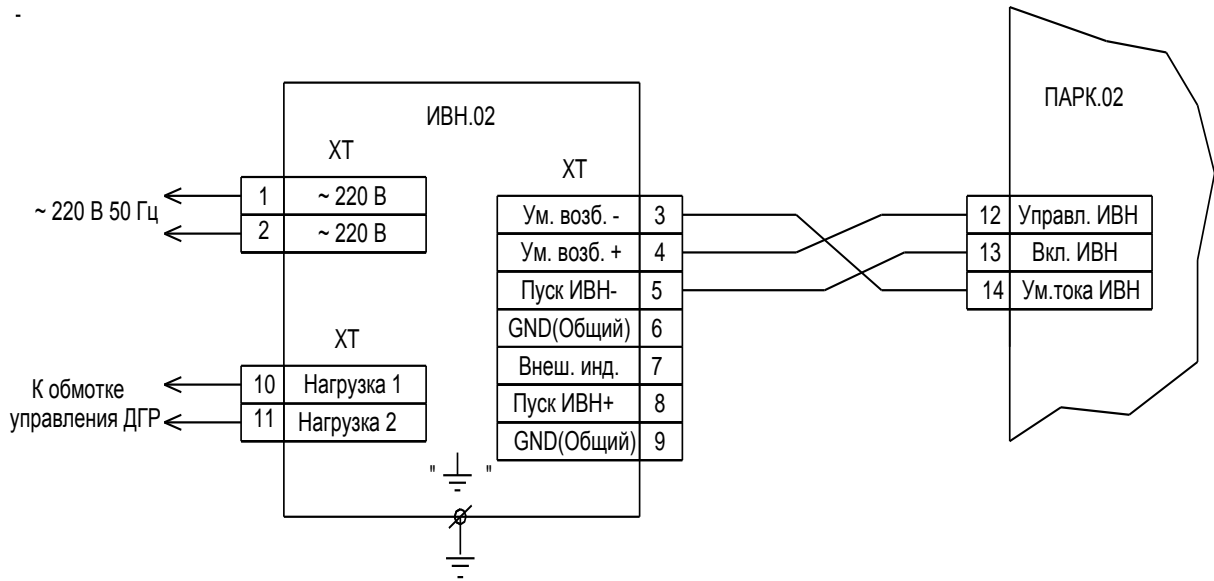 ИВН.02
ПАРК.02
ХТ
1 ~ 220 В
2 ~ 220 В
~ 220 В 50 Гц
ХТ
Ум. возб. - 3
Ум. возб. + 4
Пуск ИВН- 5
GND(Общий) 6
Внеш. инд. 7
Пуск ИВН+ 8
GND(Общий) 9
12 Управл. ИВН
13 Вкл. ИВН
14 Ум.тока ИВН
ХТ
10 Нагрузка 1
11 Нагрузка 2
К обмотке
управления ДГР
" "